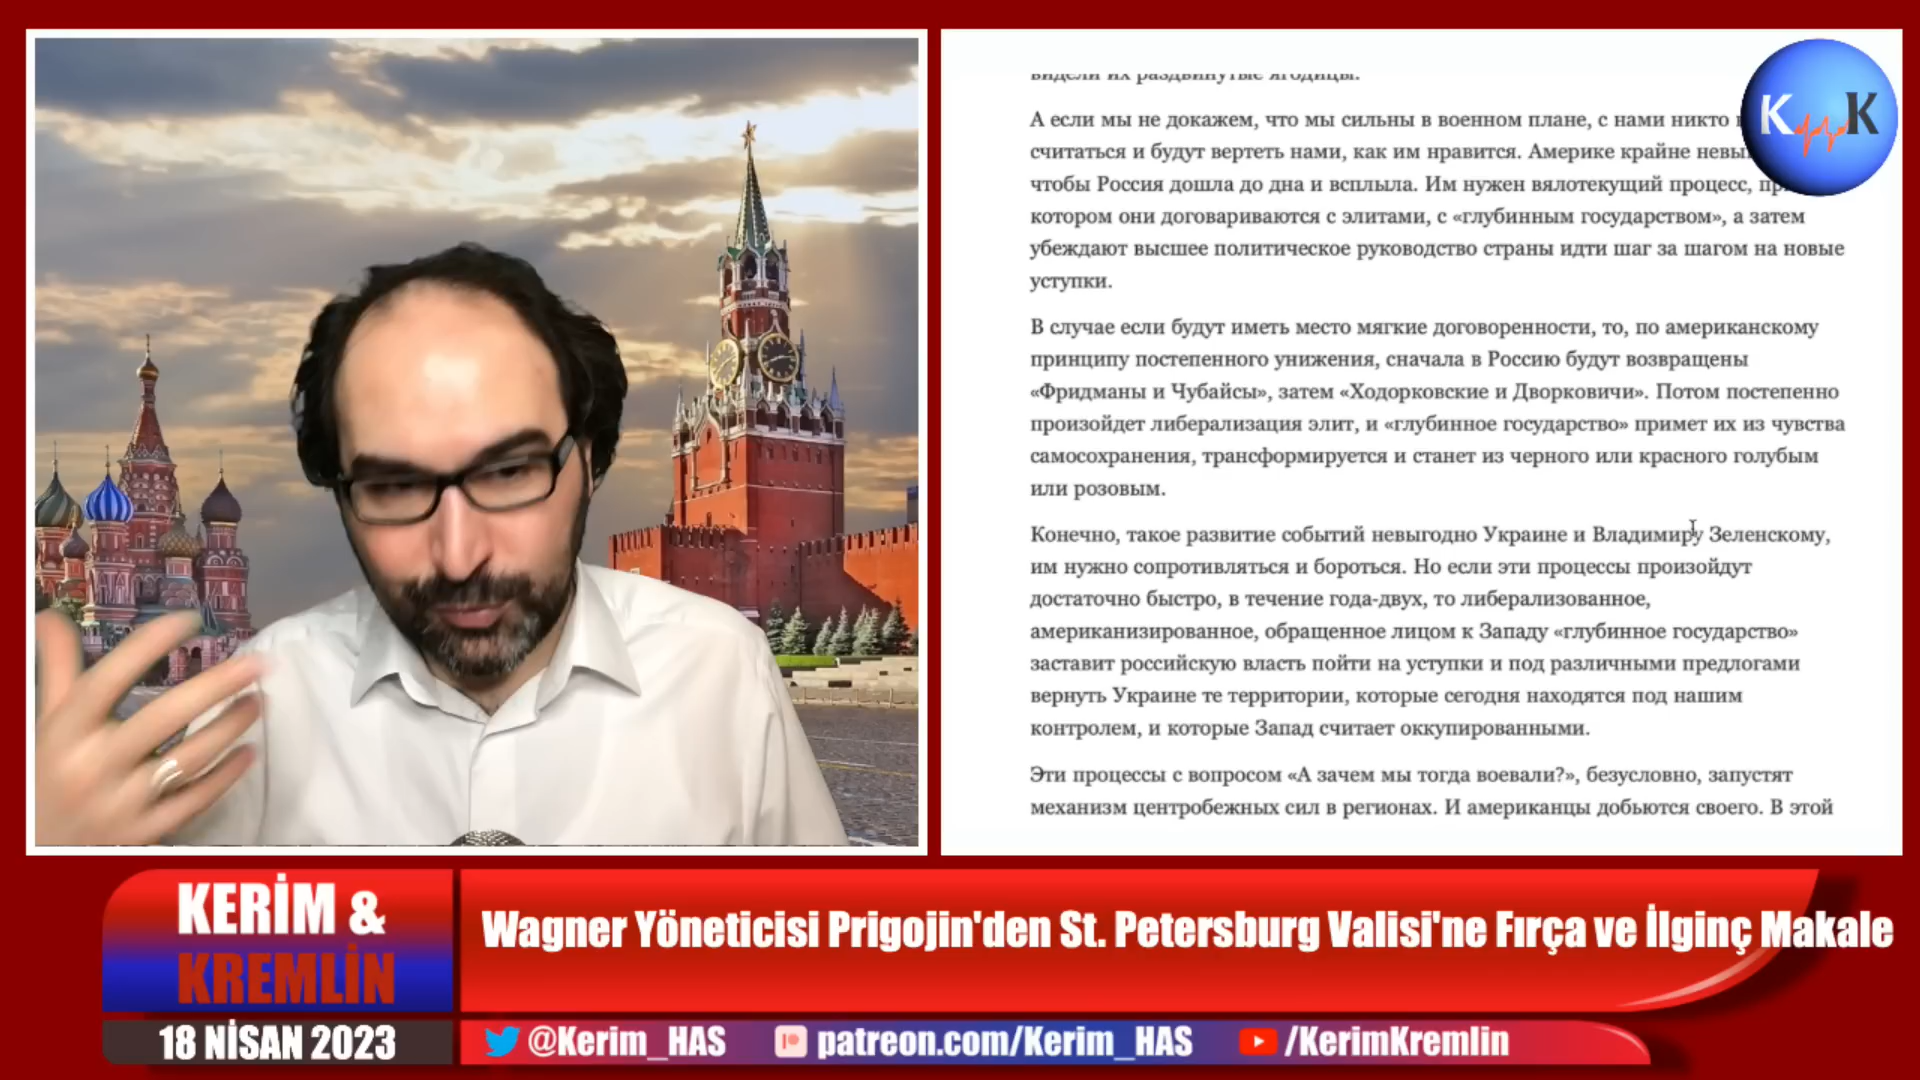 видели их раздвинутые ягодицы.
А если мы не докажем, что мы сильны в военном плане, с нами никто
считаться и будут вертеть нами, как им нравится. Америке крайне
чтобы Россия дошла до дна и всплыла. Им нужен вялотекущий процесс,
котором они договариваются с элитами, с «глубинным государством», а затем
убеждают высшее политическое руководство страны идти шаг за шагом на новые
уступки.
В случае если будут иметь место мягкие договоренности, то, по американскому
принципу постепенного унижения, сначала в Россию будут возвращены
«Фридманы и Чубайсы», затем «Ходорковские и Дворковичи». Потом постепенно
произойдет либерализация элит, и «глубинное государство» примет их из чувства
самосохранения, трансформируется и станет из черного или красного голубым
или розовым.
Конечно, такое развитие событий невыгодно Украине и Владимиру Зеленскому,
им нужно сопротивляться и бороться. Но если эти процессы произойдут
достаточно быстро, в течение года-двух, то либерализованное,
американизированное, обращенное лицом к Западу «глубинное государство»
заставит российскую власть пойти на уступки и под различными предлогами
вернуть Украине те территории, которые сегодня находятся под нашим
контролем, и которые Запад считает оккупированными.
Эти процессы с вопросом «А зачем мы тогда воевали?», безусловно, запустят
механизм центробежных сил в регионах. И американцы добьются своего. В этой
K K
KERİM &
KREMLİN
Wagner Yöneticisi Prigojin'den St. Petersburg Valisi'ne Fırça ve İlginç Makale
18 NİSAN 2023
@Kerim_HAS
patreon.com/Kerim_HAS
/KerimKremlin